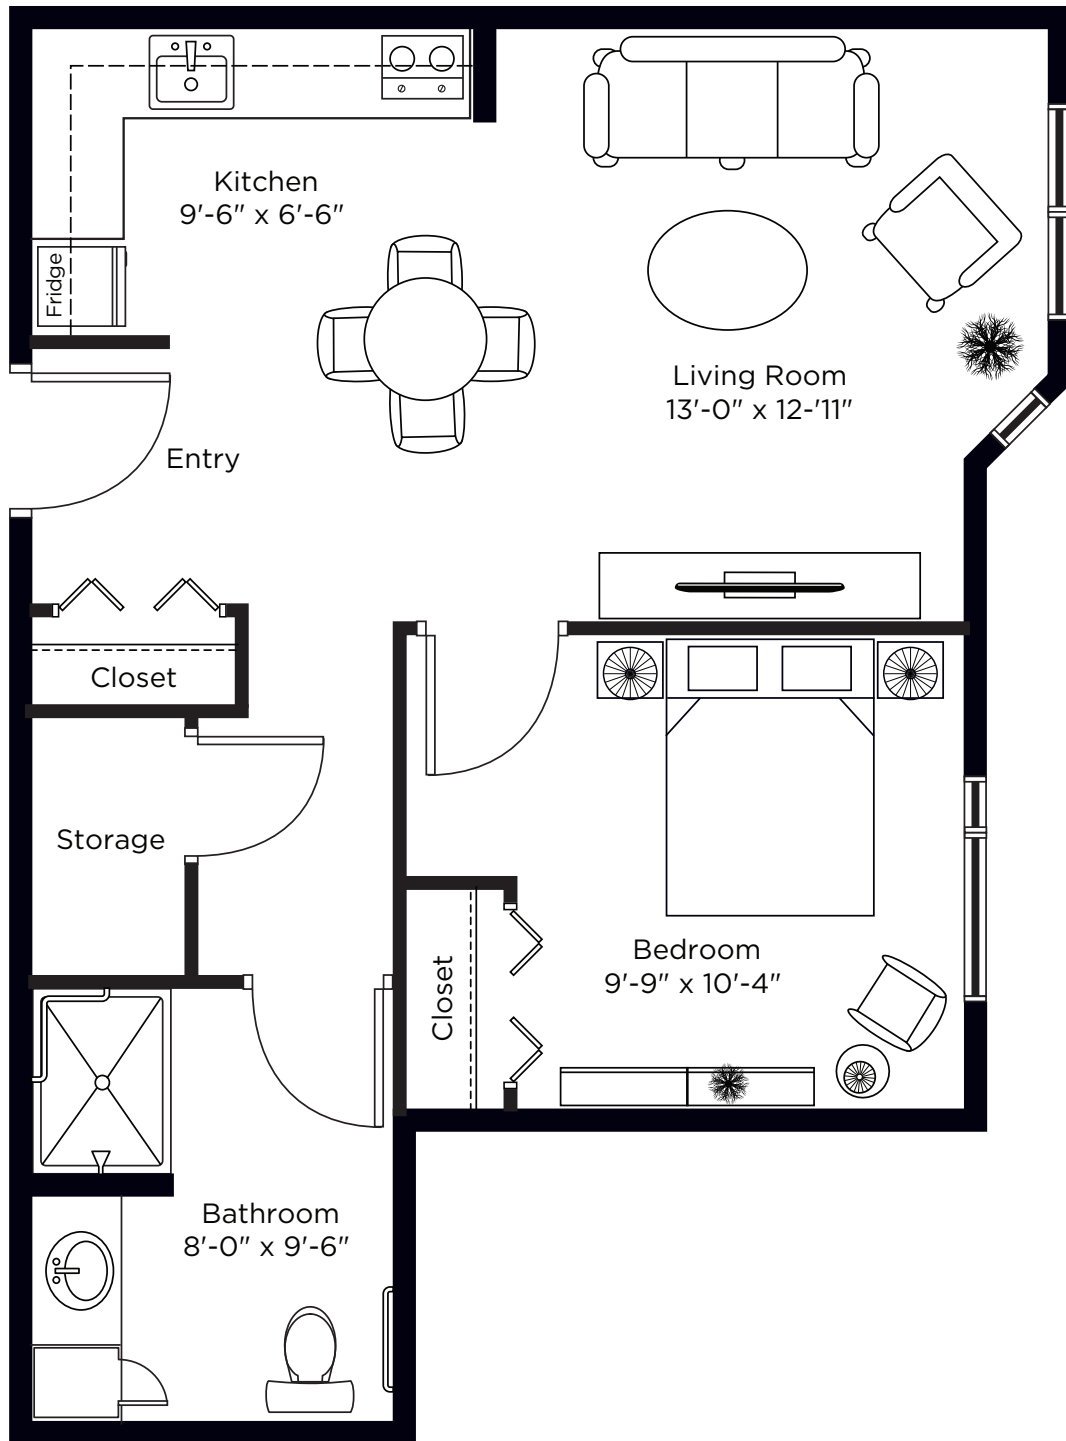 Kitchen
9'-6" x 6'-6"
Fridge
Living Room
13'-0" x 12-'11"
Entry
Closet
Storage
Bedroom
9'-9" x 10'-4"
Closet
Bathroom
8'-0" x 9'-6"